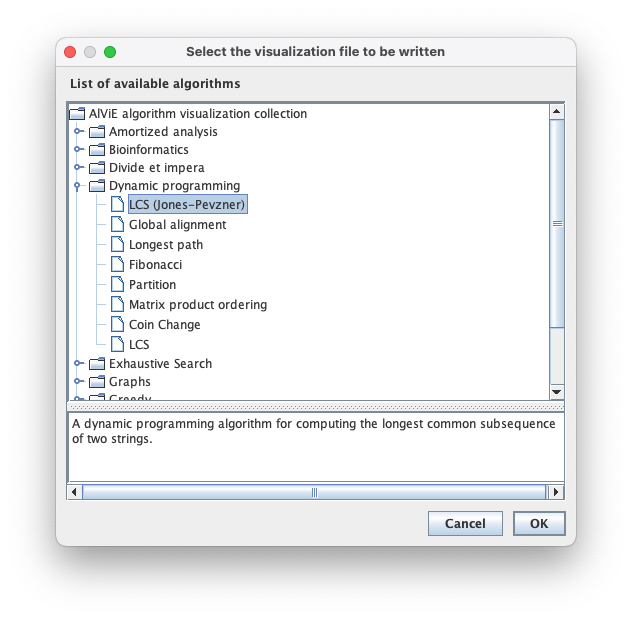 Select the visualization file to be written
List of available algorithms
AlViE algorithm visualization collection
Amortized analysis
Bioinformatics
Divide et impera
Dynamic programming
LCS (Jones-Pevzner)
Global alignment
Longest path
Fibonacci
Partition
Matrix product ordering
Coin Change
LCS
Exhaustive Search
Graphs
Greedy
A dynamic programming algorithm for computing the longest common subsequence
of two strings.
Cancel
OK